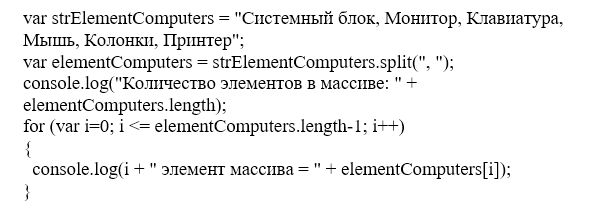 var strElementComputers = "Системный блок, Монитор, Клавиатура,
Мышь, Колонки, Принтер";
var elementComputers = strElementComputers.split(", ");
console.log("Количество элементов в массиве: " +
elementComputers.length);
for (var i=0; i <= elementComputers.length-1; i++)
{
  console.log(i + " элемент массива = " + elementComputers[i]);
}